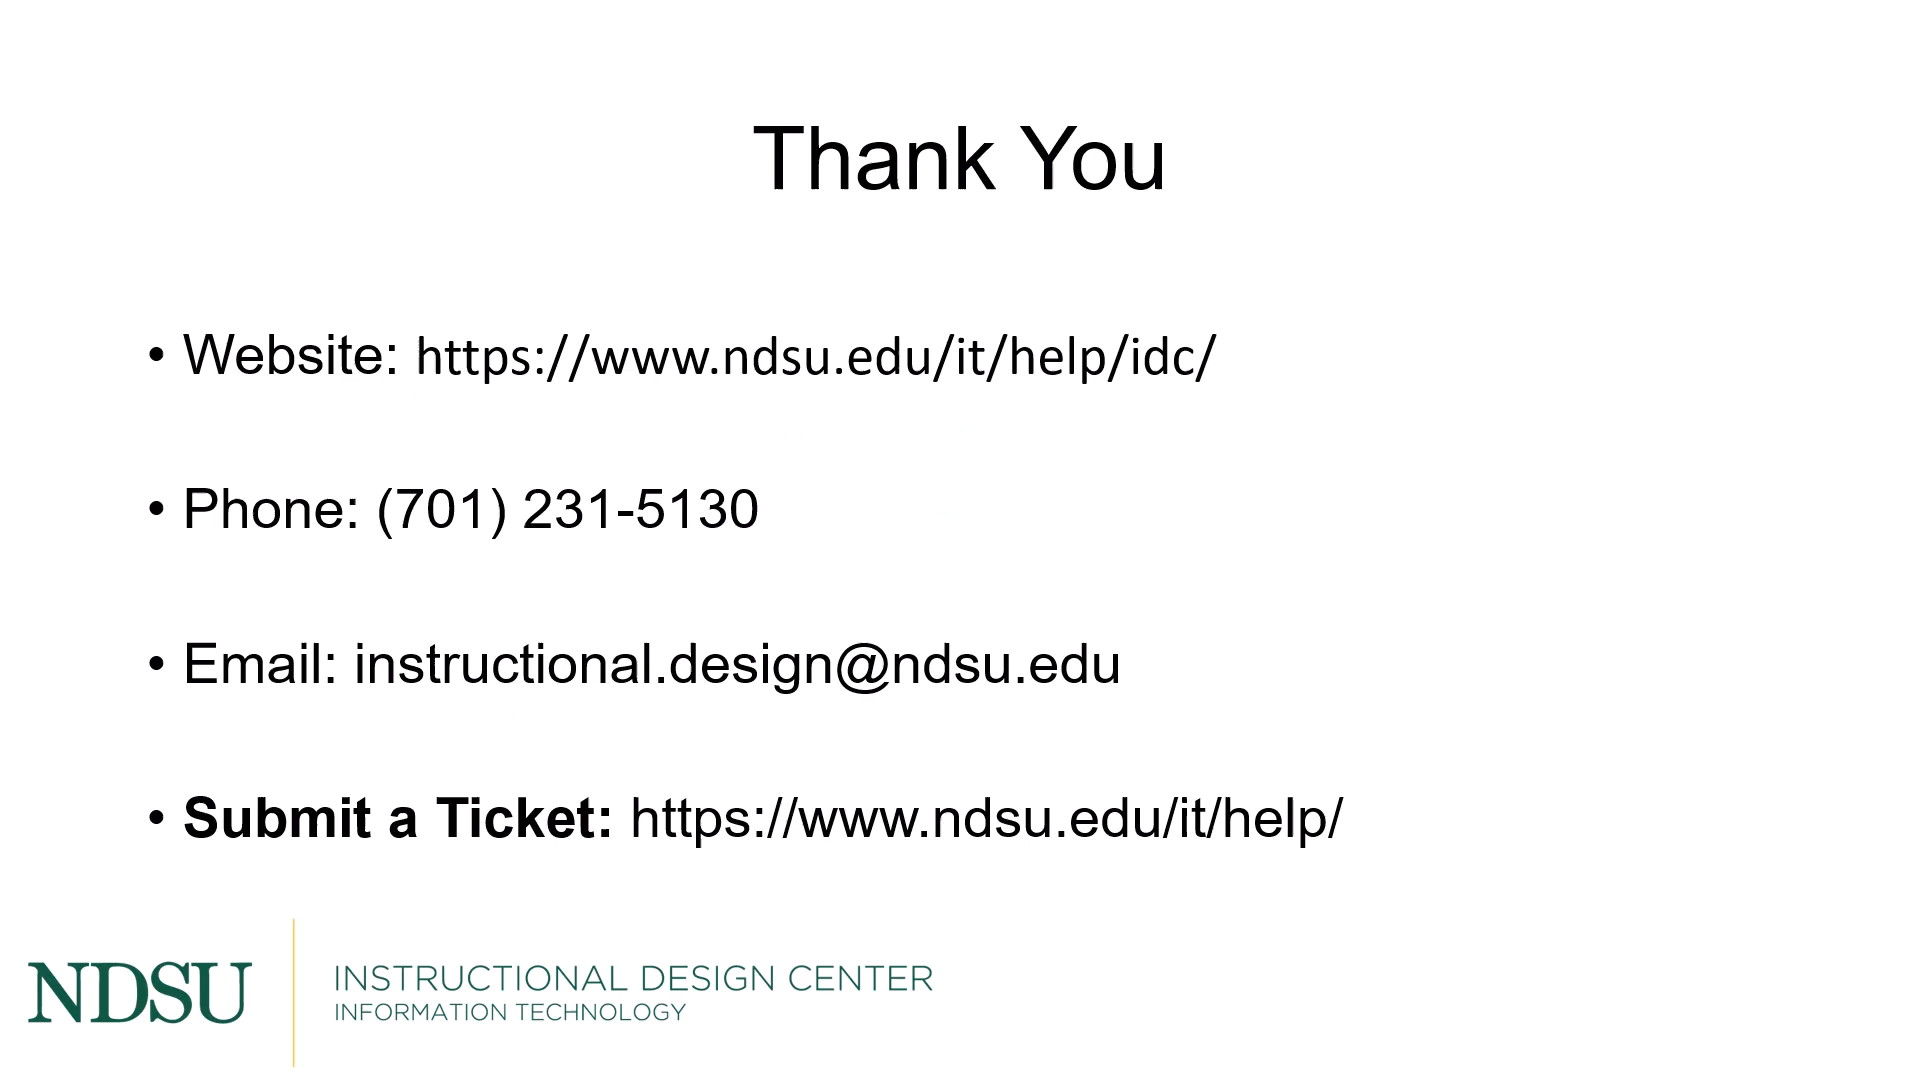 Thank You
• Website: https://www.ndsu.edu/it/help/idc/
• Phone: (701) 231-5130
• Email: instructional.design@ndsu.edu
• Submit a Ticket: https://www.ndsu.edu/it/help/
NDSU
INSTRUCTIONAL DESIGN CENTER
INFORMATION TECHNOLOGY